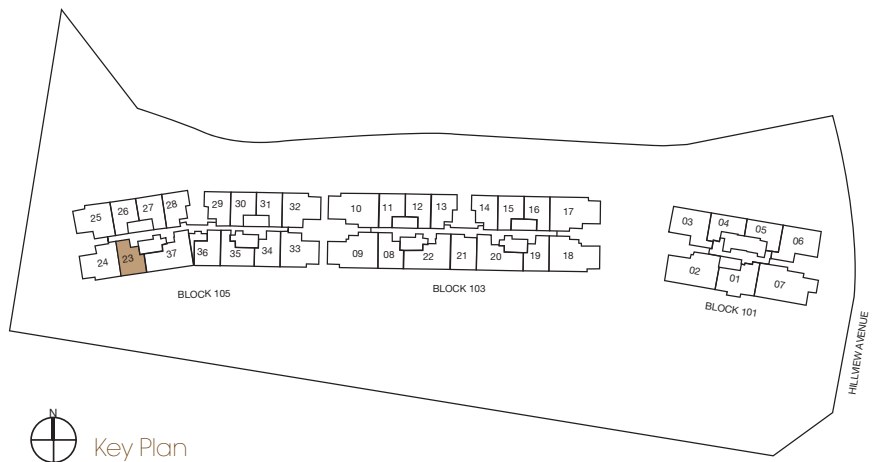 25 26 27 28 29 30 31 32 10 11 12 13 14 15 16 17 03 04 05 06
24 23 37 36 35 34 33 09 08 22 21 20 19 18 02 01 07
BLOCK 105
BLOCK 103
BLOCK 101
HILLVIEW AVENUE
N
Key Plan